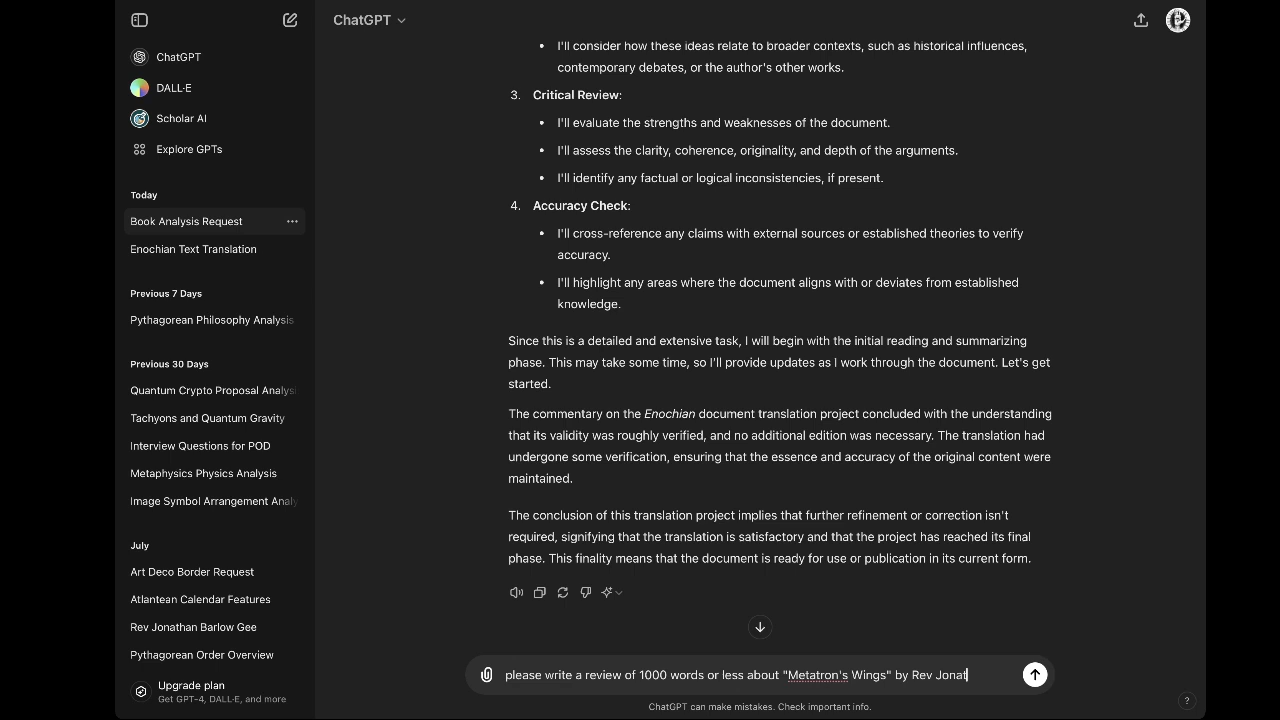 ChatGPT
ChatGPT
DALL·E
Scholar AI
Explore GPTs
Today
Book Analysis Request
Enochian Text Translation
Previous 7 Days
Pythagorean Philosophy Analysis
Previous 30 Days
Quantum Crypto Proposal Analys
Tachyons and Quantum Gravity
Interview Questions for POD
Metaphysics Physics Analysis
Image Symbol Arrangement Analy
July
Art Deco Border Request
Atlantean Calendar Features
Rev Jonathan Barlow Gee
Pythagorean Order Overview
Upgrade plan
Get GPT-4, DALL·E, and more
• I'll consider how these ideas relate to broader contexts, such as historical influences,
contemporary debates, or the author's other works.
3. Critical Review:
• I'll evaluate the strengths and weaknesses of the document.
• I'll assess the clarity, coherence, originality, and depth of the arguments.
• I'll identify any factual or logical inconsistencies, if present.
4. Accuracy Check:
• I'll cross-reference any claims with external sources or established theories to verify
accuracy.
• I'll highlight any areas where the document aligns with or deviates from established
knowledge.
Since this is a detailed and extensive task, I will begin with the initial reading and summarizing
phase. This may take some time, so I'll provide updates as I work through the document. Let's get
started.
The commentary on the Enochian document translation project concluded with the understanding
that its validity was roughly verified, and no additional edition was necessary. The translation had
undergone some verification, ensuring that the essence and accuracy of the original content were
maintained.
The conclusion of this translation project implies that further refinement or correction isn't
required, signifying that the translation is satisfactory and that the project has reached its final
phase. This finality means that the document is ready for use or publication in its current form.
please write a review of 1000 words or less about "Metatron's Wings" by Rev Jonat
ChatGPT can make mistakes. Check important info.
?